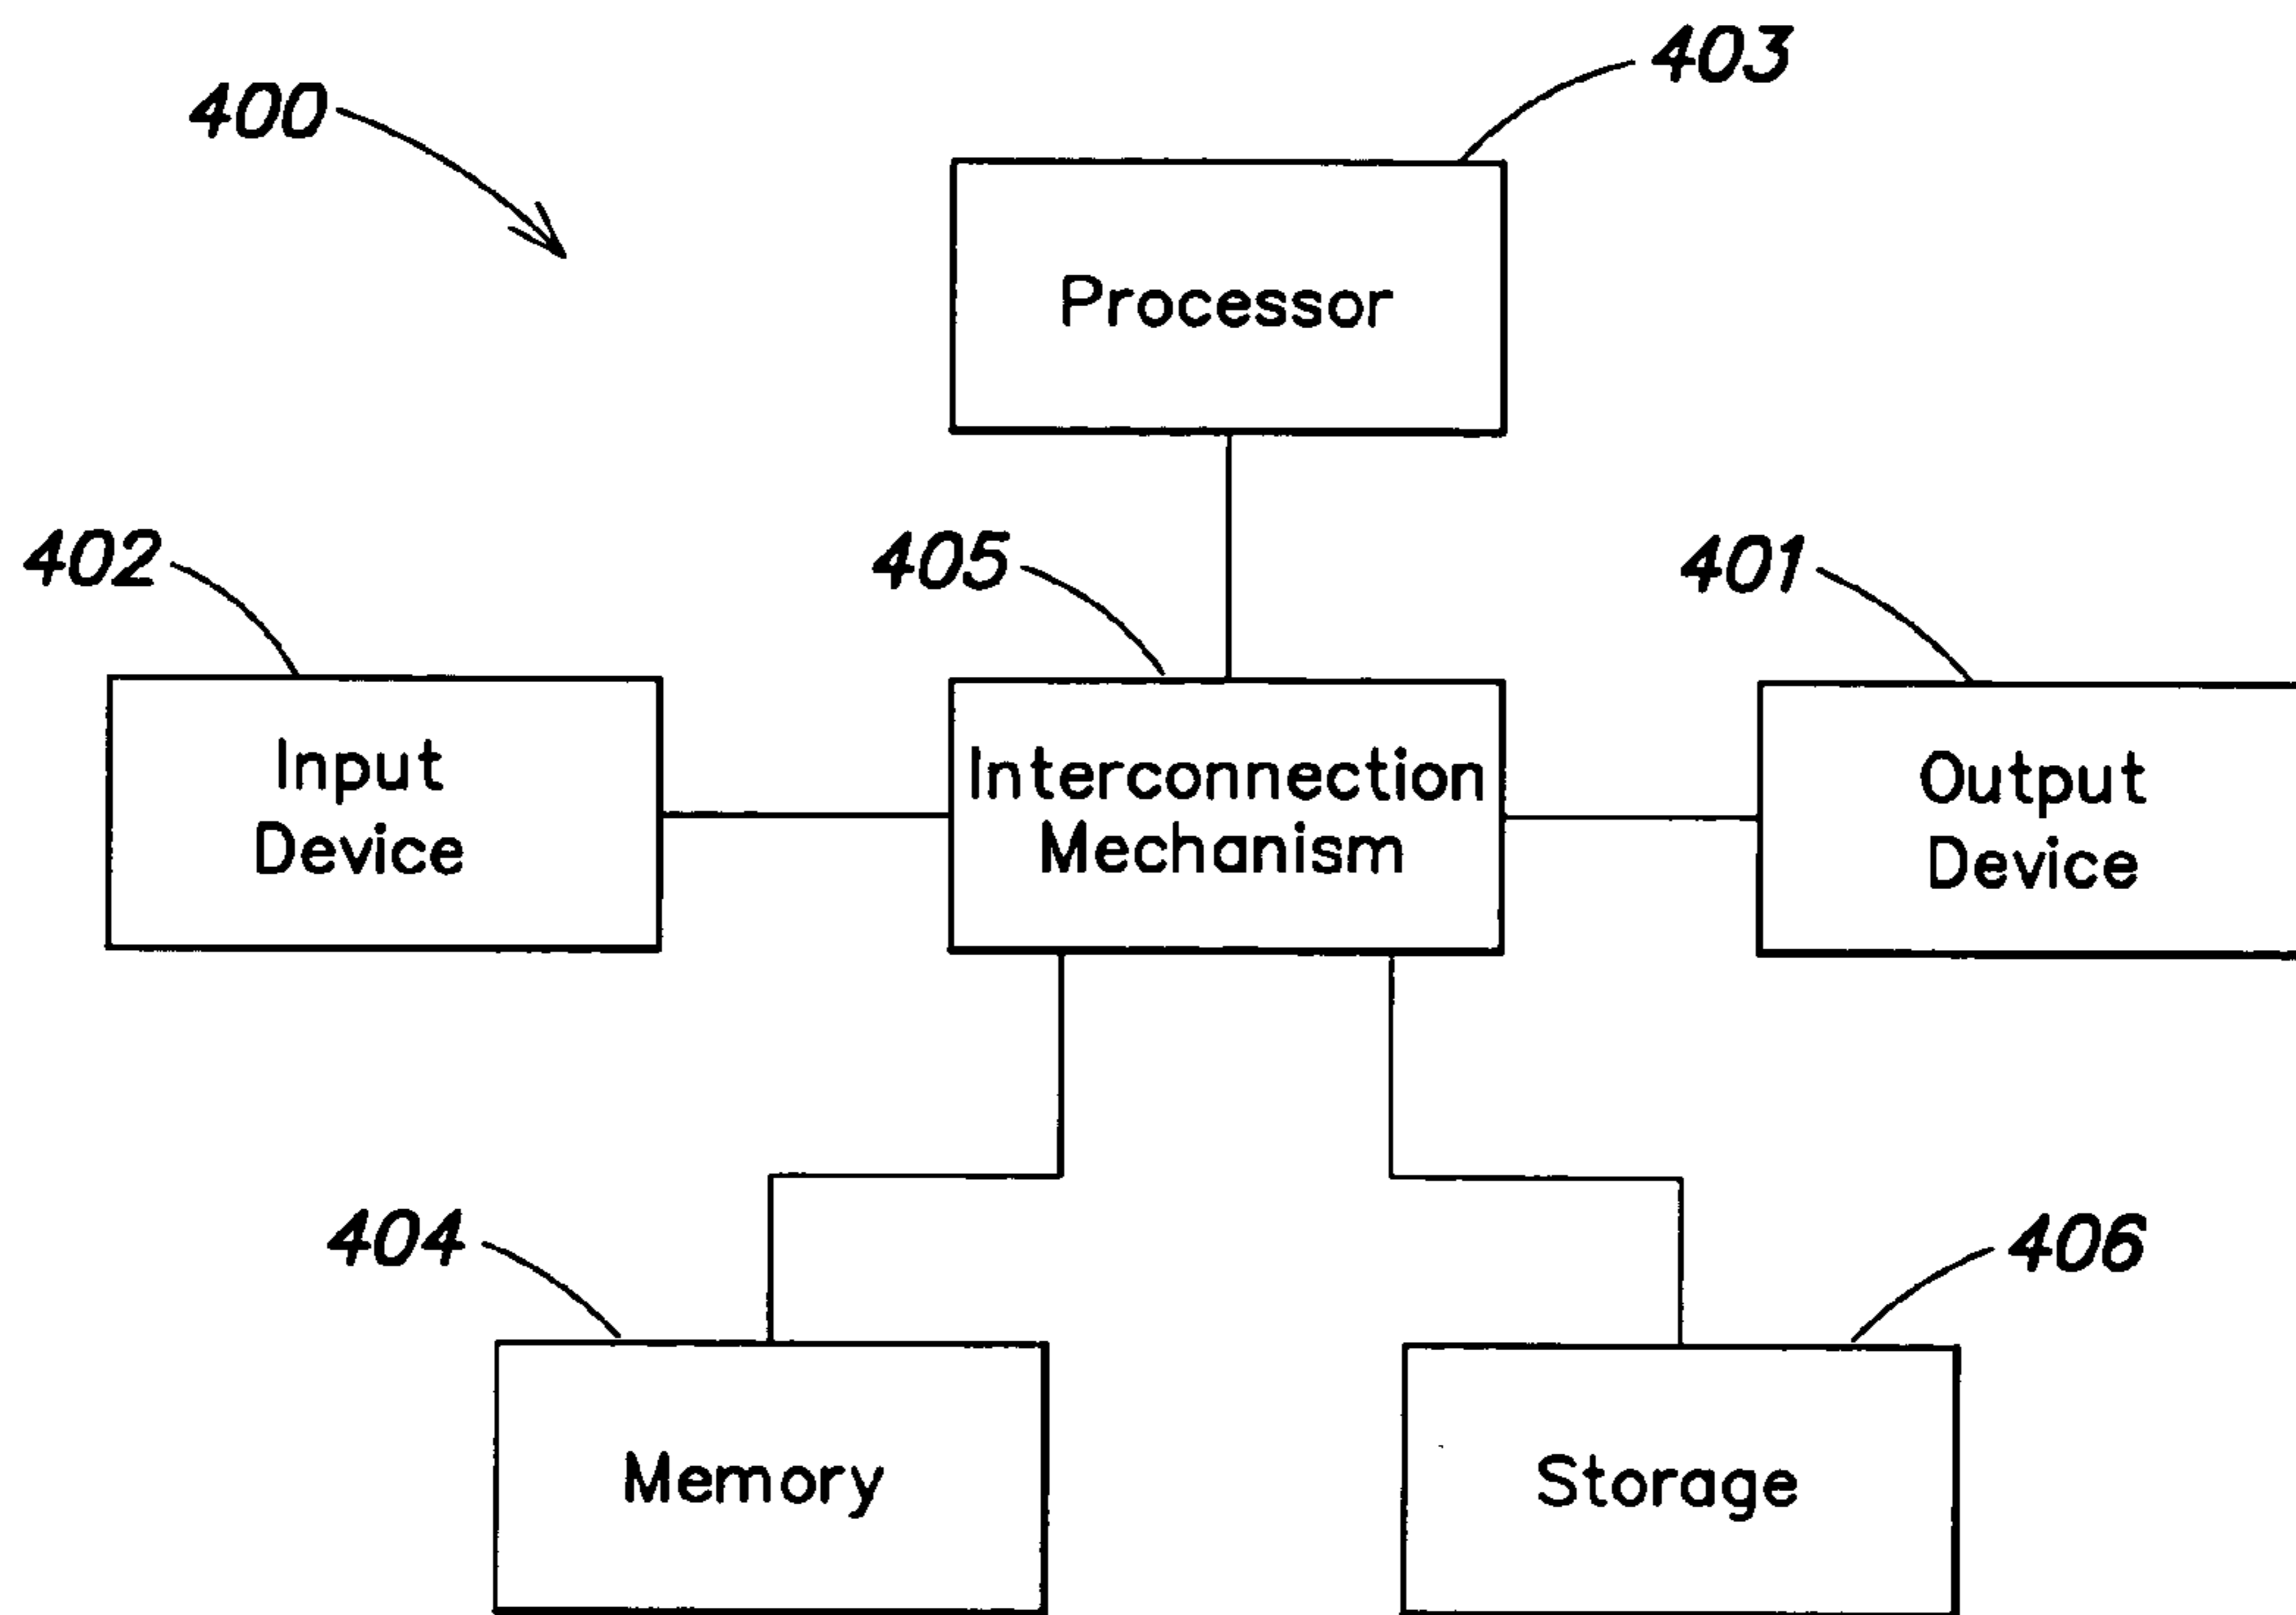 403
400
Processor
402
405
401
Input
Device
Interconnection
Mechanism
Output
Device
404
406
Memory
Storage